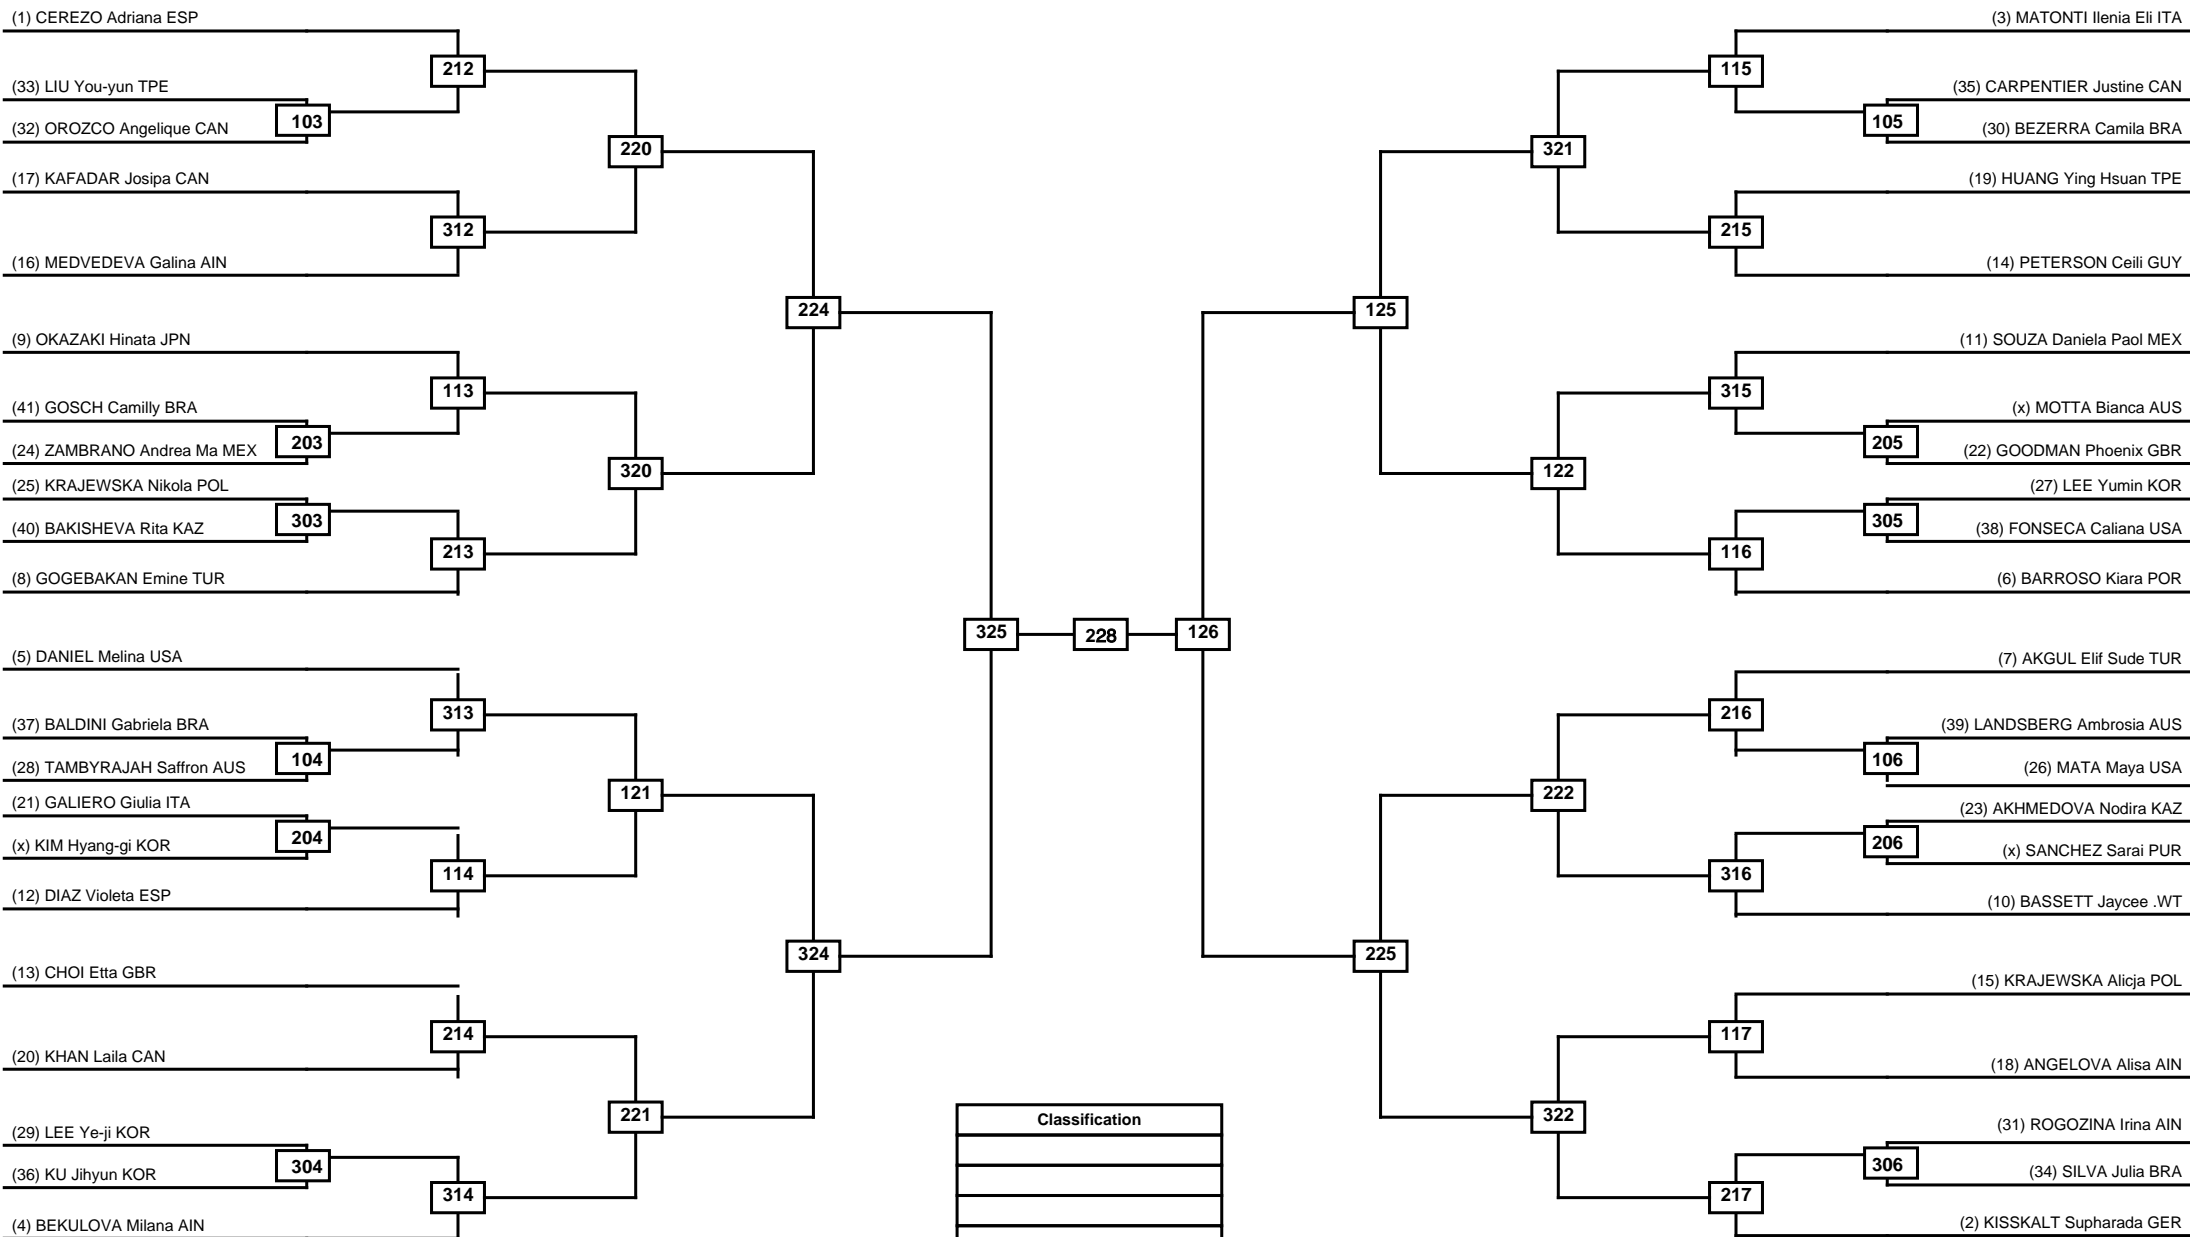 (1) CEREZO Adriana ESP
212
(33) LIU You-yun TPE
103
(32) OROZCO Angelique CAN
220
(17) KAFADAR Josipa CAN
312
(16) MEDVEDEVA Galina AIN
224
(9) OKAZAKI Hinata JPN
113
(41) GOSCH Camilly BRA
203
(24) ZAMBRANO Andrea Ma MEX
320
(25) KRAJEWSKA Nikola POL
303
(40) BAKISHEVA Rita KAZ
213
(8) GOGEBAKAN Emine TUR
325
228
126
(5) DANIEL Melina USA
313
(37) BALDINI Gabriela BRA
104
(28) TAMBYRAJAH Saffron AUS
121
(21) GALIERO Giulia ITA
204
(x) KIM Hyang-gi KOR
114
(12) DIAZ Violeta ESP
324
(13) CHOI Etta GBR
214
(20) KHAN Laila CAN
221
(29) LEE Ye-ji KOR
304
(36) KU Jihyun KOR
314
(4) BEKULOVA Milana AIN
(3) MATONTI Ilenia Eli ITA
115
(35) CARPENTIER Justine CAN
105
(30) BEZERRA Camila BRA
321
(19) HUANG Ying Hsuan TPE
215
(14) PETERSON Ceili GUY
125
(11) SOUZA Daniela Paol MEX
315
(x) MOTTA Bianca AUS
205
(22) GOODMAN Phoenix GBR
122
(27) LEE Yumin KOR
305
(38) FONSECA Caliana USA
116
(6) BARROSO Kiara POR
(7) AKGUL Elif Sude TUR
216
(39) LANDSBERG Ambrosia AUS
106
(26) MATA Maya USA
222
(23) AKHMEDOVA Nodira KAZ
206
(x) SANCHEZ Sarai PUR
316
(10) BASSETT Jaycee .WT
225
(15) KRAJEWSKA Alicja POL
117
(18) ANGELOVA Alisa AIN
322
(31) ROGOZINA Irina AIN
306
(34) SILVA Julia BRA
217
(2) KISSKALT Supharada GER
Classification